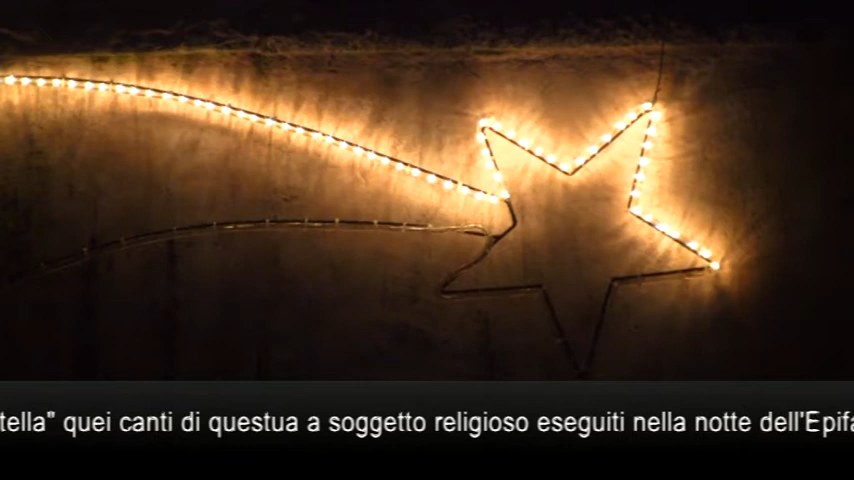 tella" quei canti di questua a soggetto religioso eseguiti nella notte dell'Epifa